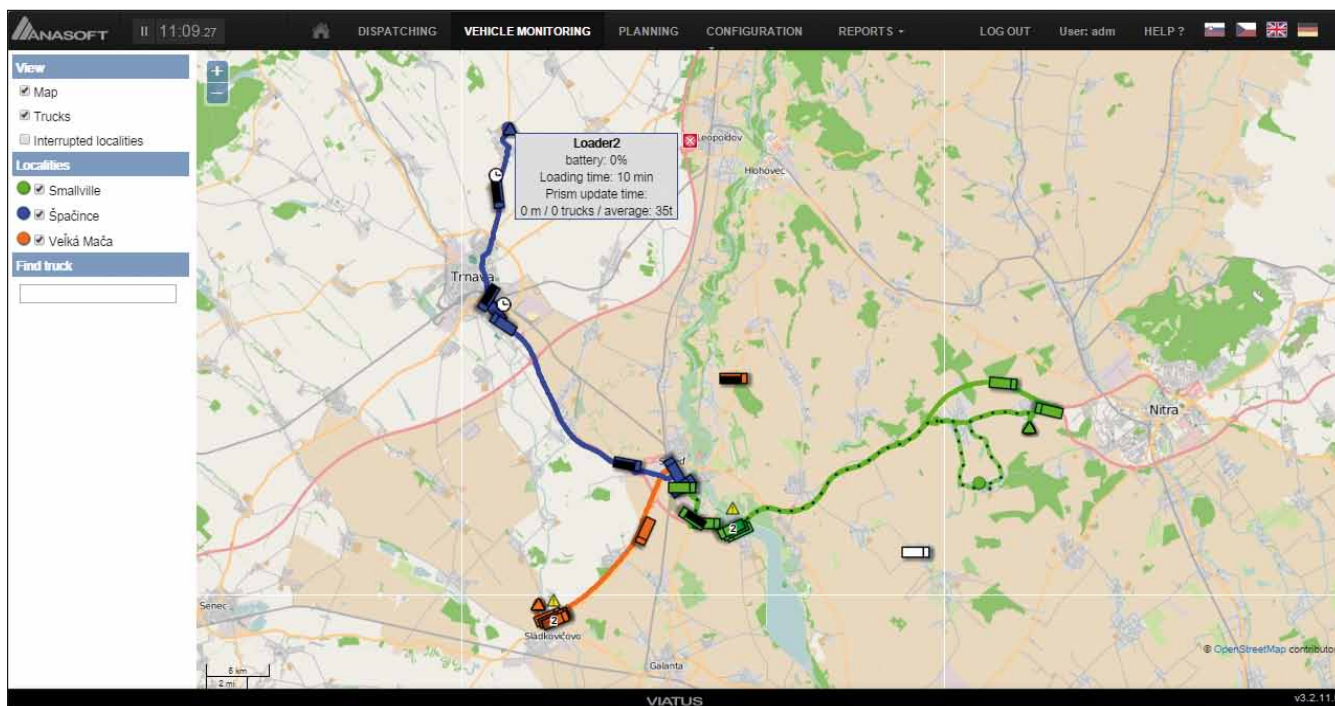 ANASOFT
11:09:27
DISPATCHING
VEHICLE MONITORING
PLANNING
CONFIGURATION
REPORTS
LOG OUT
User: adm
HELP ?
View
Map
Trucks
Interrupted localities
Localities
Smallville
Špačince
Veľká Mača
Find truck
Loader2
battery: 0%
Loading time: 10 min
Prism update time:
0 m / 0 trucks / average: 35t
Leopoldov
Hlohovec
Trnava
Nitra
2
Senec
2
Sládkovičovo
Galanta
5 km
2 mi
© OpenStreetMap contributor
VIATUS
v3.2.11